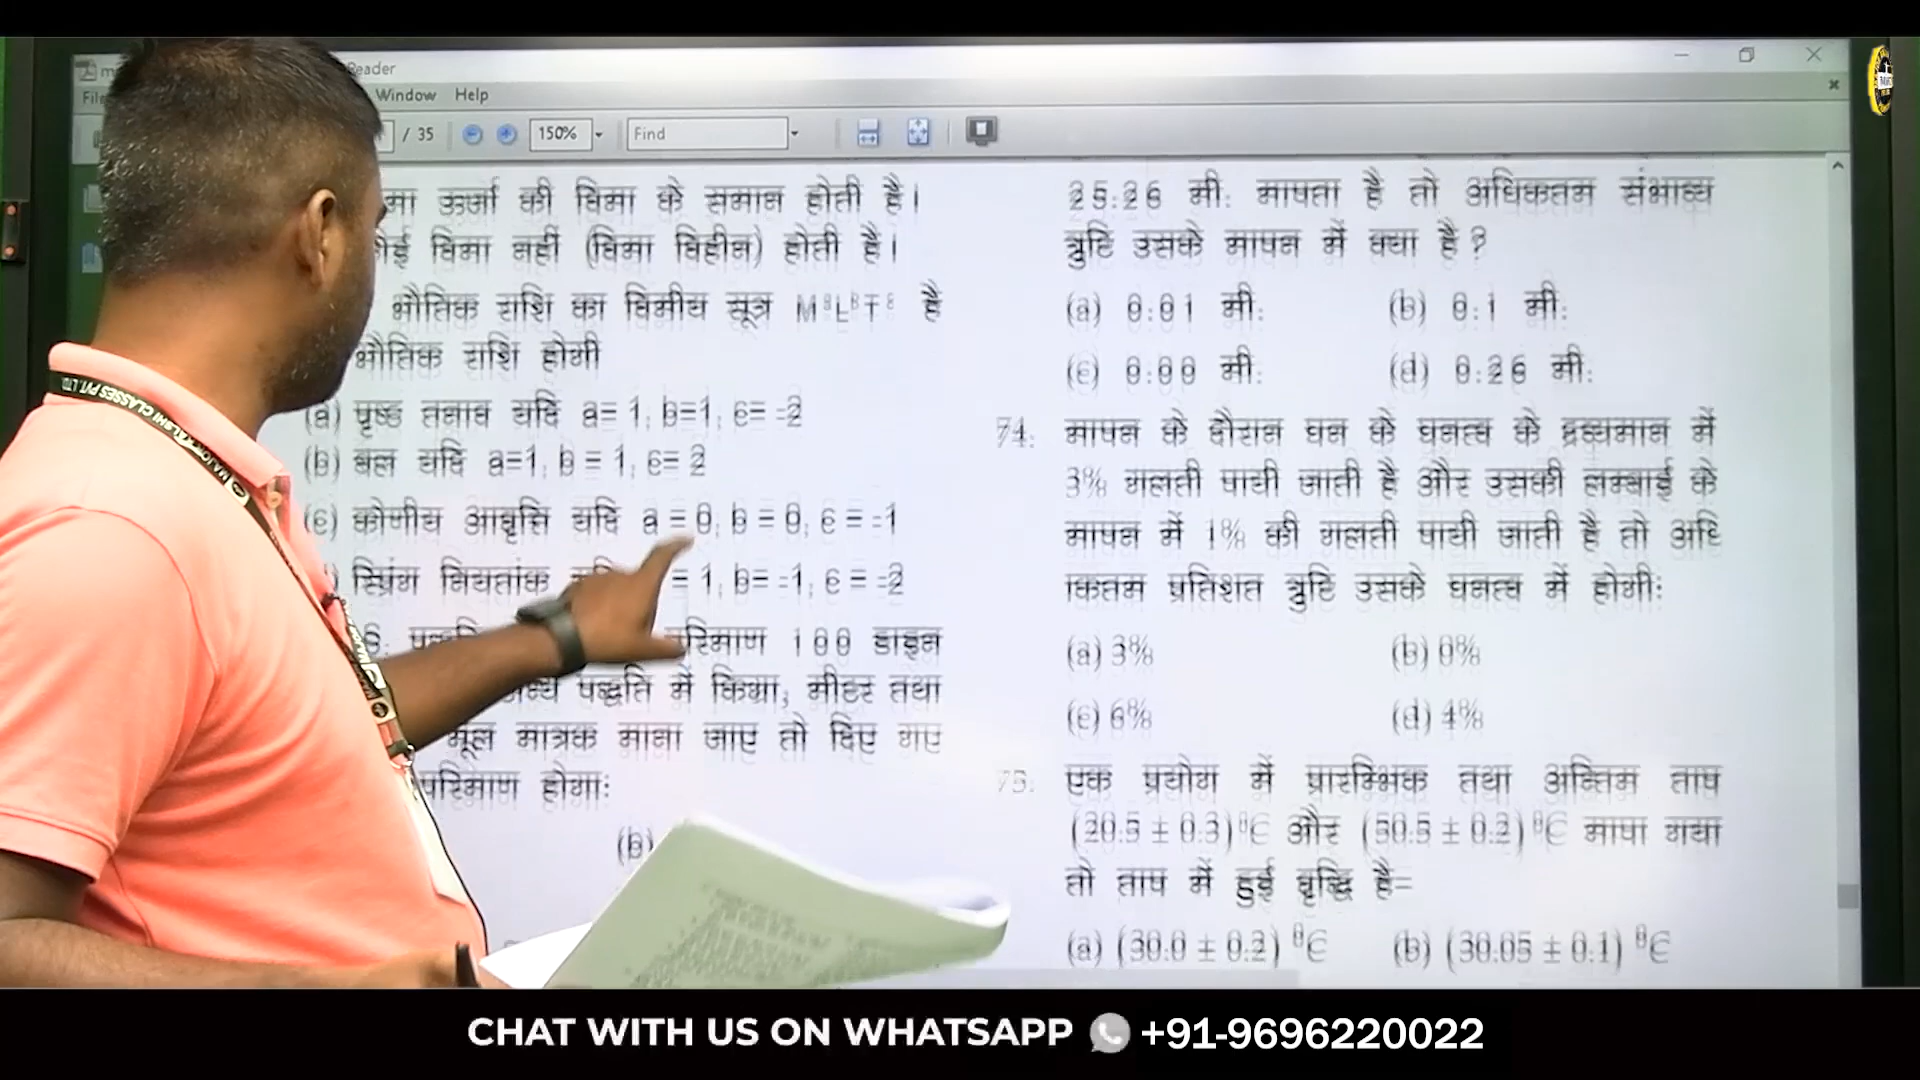 Reader
Window Help
/ 35 150% Find
मा ऊर्जा की विमा के समान होती है।
विमा नहीं (विमा विहीन) होती है।
भौतिक राशि का विमीय सूत्र है
भौतिक राशि होगी
(a) पृष्ठ तनाव यदि a= 1, b=1, c= -2
(b) बल यदि a=1, b = 1, c= 2
(c) कोणीय आवृत्ति यदि a = 0, b = 0, c = -1
स्प्रिंग नियतांक = 1, b= -1, c = -2
परिमाण 100 डाइन
पद्धति में किग्रा, मीटर तथा
मूल मात्रक माना जाए तो दिए गए
परिमाण होगाः
(b)
25.26 मी. मापता है तो अधिकतम संभाव्य
त्रुटि उसके मापन में क्या है?
(a) 0.01 मी. (b) 0.1 मी.
(c) 0.00 मी. (d) 0.26 मी.
74. मापन के दौरान घन के घनत्व के द्रव्यमान में
3% गलती पायी जाती है और उसकी लम्बाई के
मापन में 1% की गलती पायी जाती है तो अधि
कतम प्रतिशत त्रुटि उसके घनत्व में होगीः
(a) 3% (b) 0%
(c) 6% (d) 4%
75. एक प्रयोग में प्रारम्भिक तथा अन्तिम ताप
(20.5 ± 0.3) ⁰C और (50.5 ± 0.2) ⁰C मापा गया
तो ताप में हुई वृद्धि है=
(a) (30.0 ± 0.2) ⁰C (b) (30.05 ± 0.1) ⁰C
MAJOR KALSHI CLASSES PVT. LTD.
CHAT WITH US ON WHATSAPP +91-9696220022